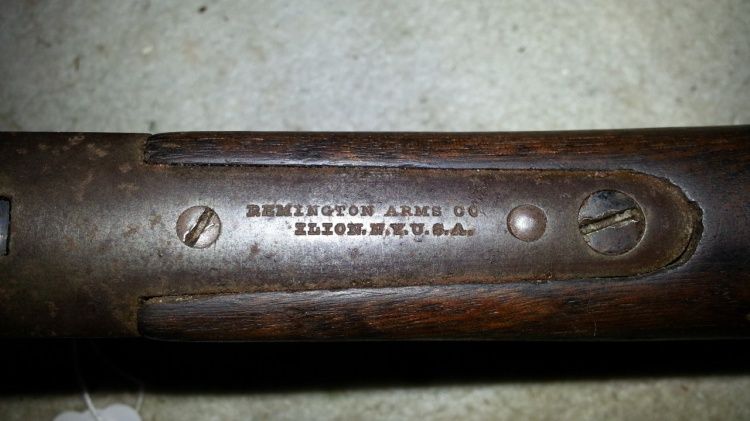 REMINGTON ARMS CO
ILION. N.Y. U.S.A.